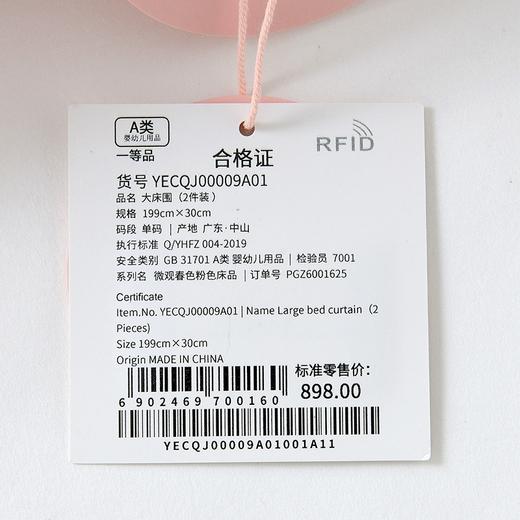 A类
婴幼儿用品
一等品
合格证
RFID
货号 YECQJ00009A01
品名 大床围（2件装）
规格 199cm×30cm
码段 单码 | 产地 广东·中山
执行标准 Q/YHFZ 004-2019
安全类别 GB 31701 A类 婴幼儿用品 | 检验员 7001
系列名 微观春色粉色床品 | 订单号 PGZ6001625
Certificate
Item.No. YECQJ00009A01 | Name Large bed curtain（2
Pieces)
Size 199cm×30cm
Origin MADE IN CHINA
标准零售价：
898.00
6 902469 700160
YECQJ00009A01001A11